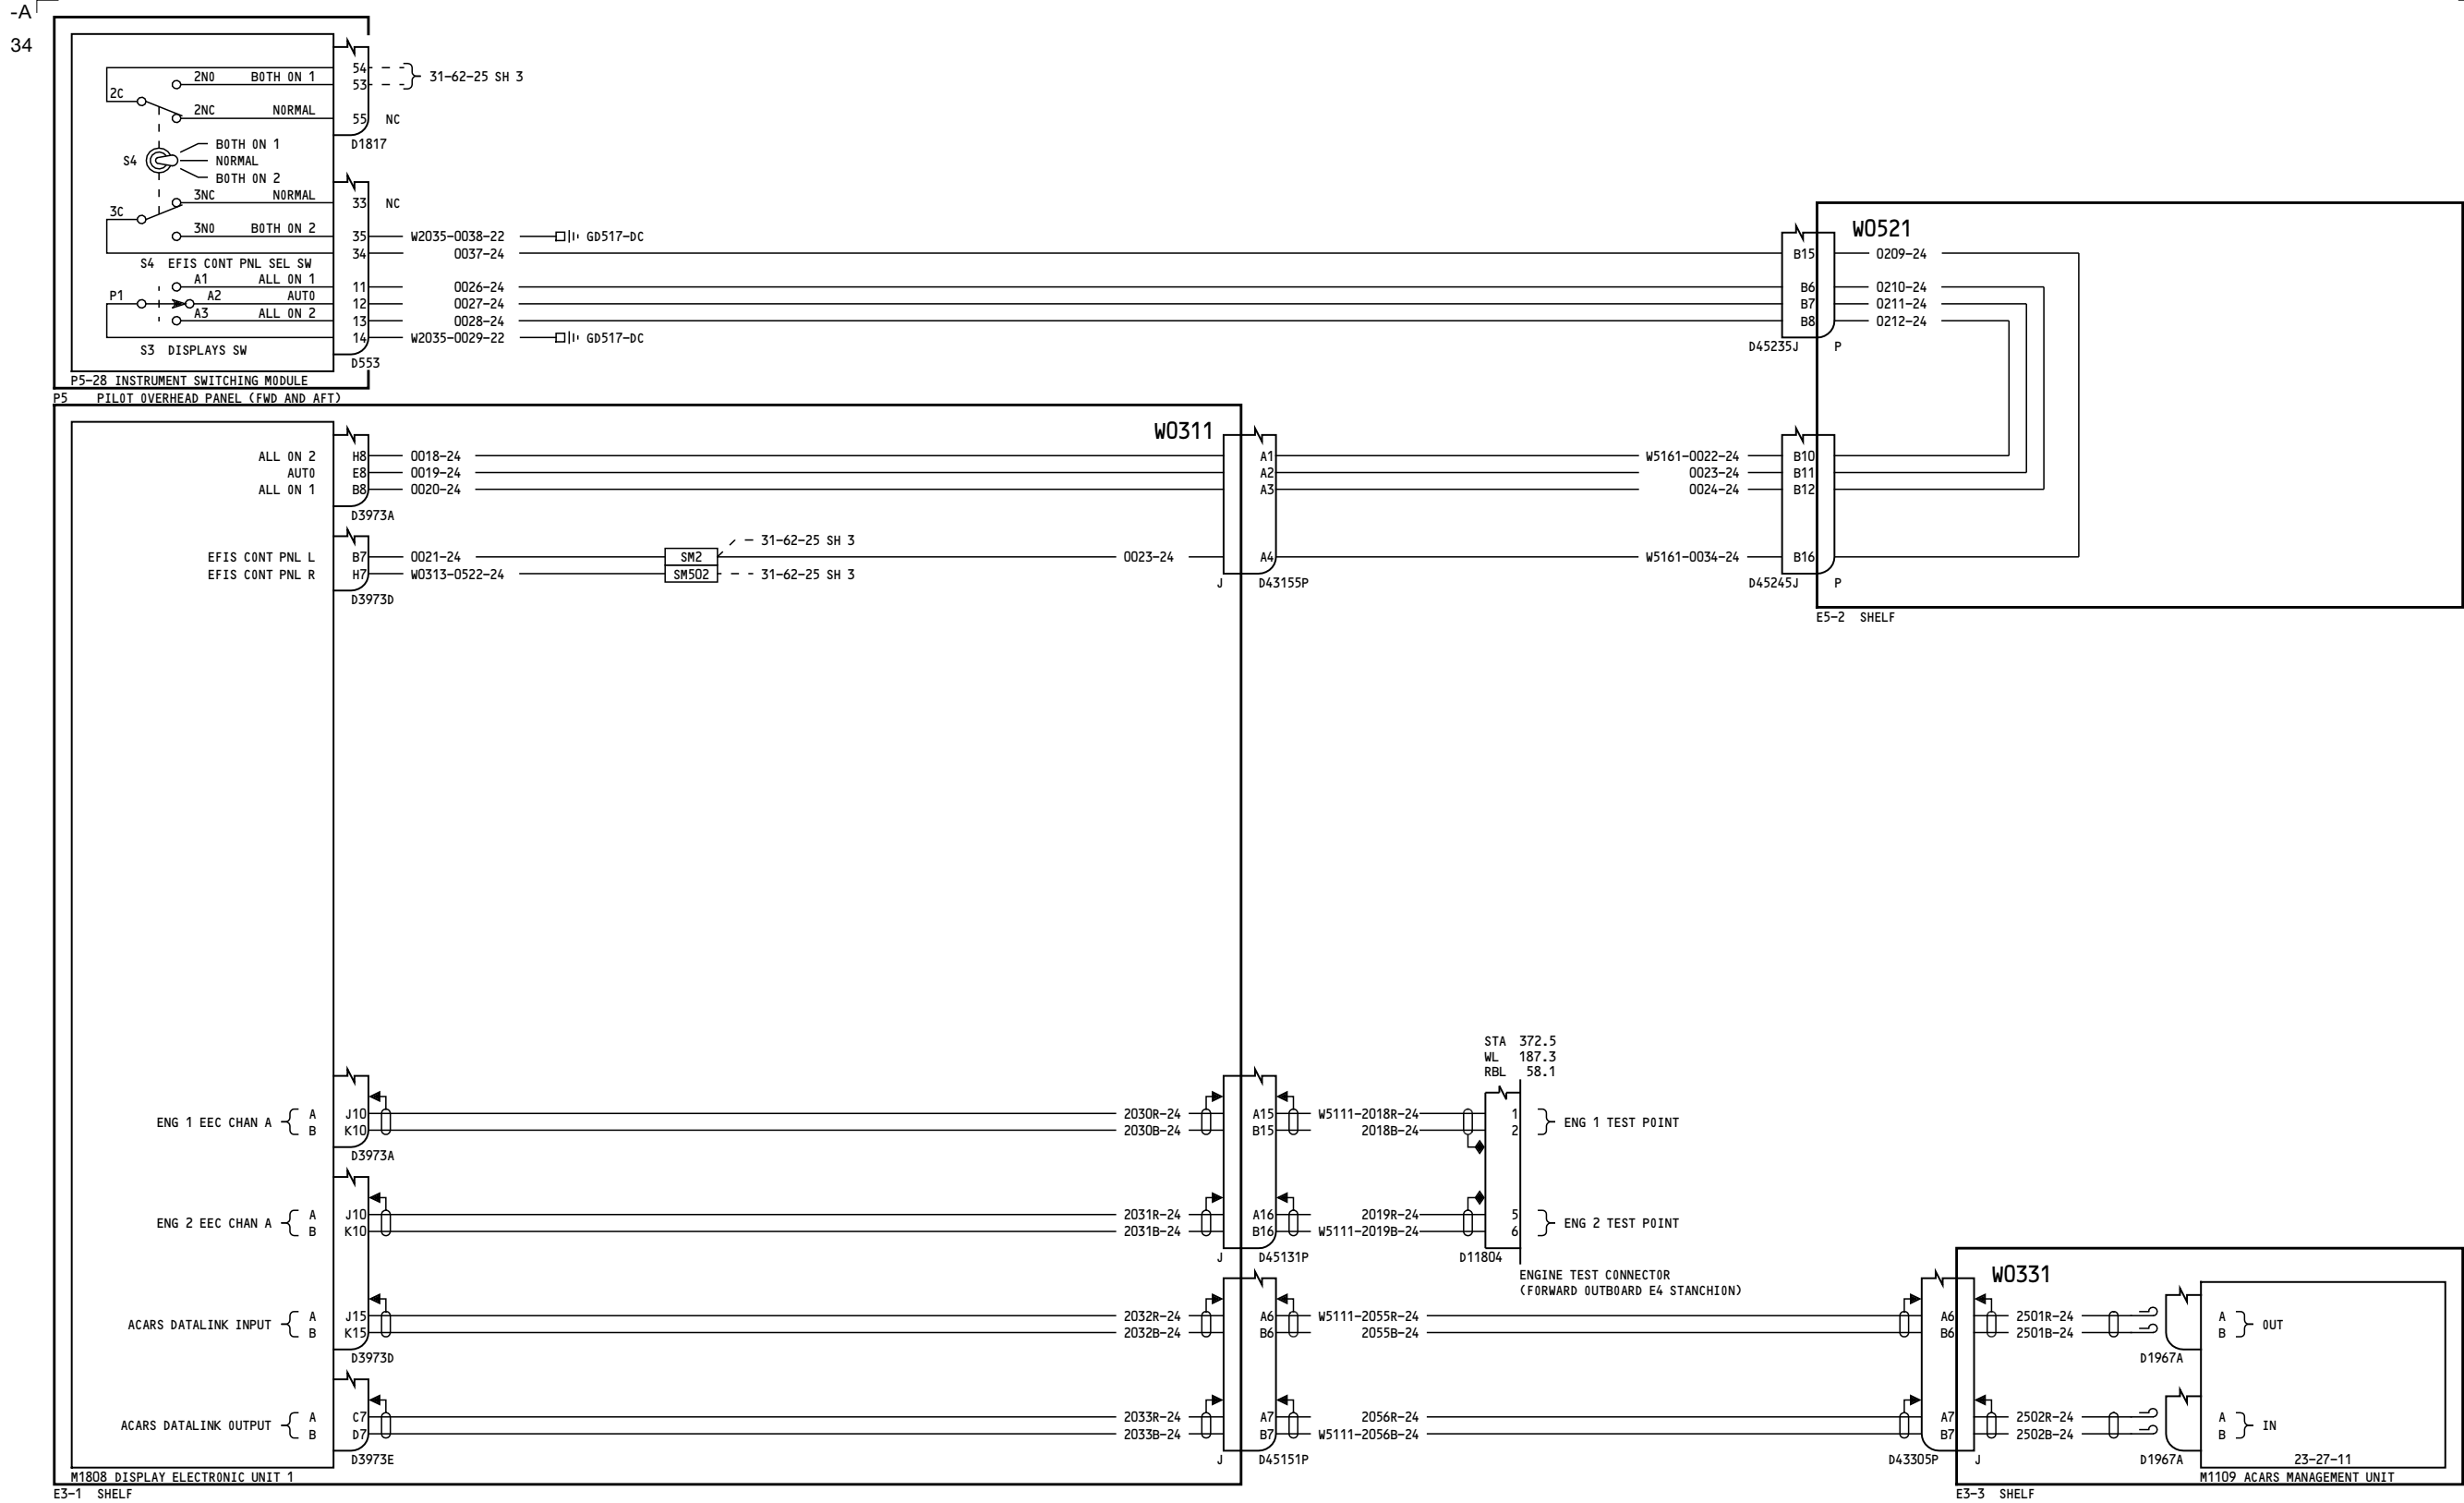 -A
34
54
53
31-62-25 SH 3
2NO BOTH ON 1
2C
2NC NORMAL
55 NC
D1817
S4
BOTH ON 1
NORMAL
BOTH ON 2
3NC NORMAL
33 NC
3C
3NO BOTH ON 2
35 W2035-0038-22 GD517-DC
34 0037-24
S4 EFIS CONT PNL SEL SW
A1 ALL ON 1
11 0026-24
P1 A2 AUTO
12 0027-24
A3 ALL ON 2
13 0028-24
14 W2035-0029-22 GD517-DC
S3 DISPLAYS SW
D553
P5-28 INSTRUMENT SWITCHING MODULE
P5 PILOT OVERHEAD PANEL (FWD AND AFT)
W0521
B15 0209-24
B6 0210-24
B7 0211-24
B8 0212-24
D45235J P
W0311
ALL ON 2 H8 0018-24 A1 W5161-0022-24 B10
AUTO E8 0019-24 A2 0023-24 B11
ALL ON 1 B8 0020-24 A3 0024-24 B12
D3973A
31-62-25 SH 3
EFIS CONT PNL L B7 0021-24 SM2 0023-24 A4 W5161-0034-24 B16
EFIS CONT PNL R H7 W0313-0522-24 SM502 31-62-25 SH 3
J D43155P D45245J P
D3973D
E5-2 SHELF
STA 372.5
WL 187.3
RBL 58.1
ENG 1 EEC CHAN A
A J10 2030R-24 A15 W5111-2018R-24 1
B K10 2030B-24 B15 2018B-24 2
ENG 1 TEST POINT
D3973A
ENG 2 EEC CHAN A
A J10 2031R-24 A16 2019R-24 5
B K10 2031B-24 B16 W5111-2019B-24 6
ENG 2 TEST POINT
J D45131P D11804
ENGINE TEST CONNECTOR
(FORWARD OUTBOARD E4 STANCHION)
W0331
ACARS DATALINK INPUT
A J15 2032R-24 A6 W5111-2055R-24 A6 2501R-24 A
B K15 2032B-24 B6 2055B-24 B6 2501B-24 B
OUT
D3973D D1967A
ACARS DATALINK OUTPUT
A C7 2033R-24 A7 2056R-24 A7 2502R-24 A
B D7 2033B-24 B7 W5111-2056B-24 B7 2502B-24 B
IN
D3973E J D45151P D43305P J D1967A 23-27-11
M1808 DISPLAY ELECTRONIC UNIT 1
M1109 ACARS MANAGEMENT UNIT
E3-1 SHELF
E3-3 SHELF